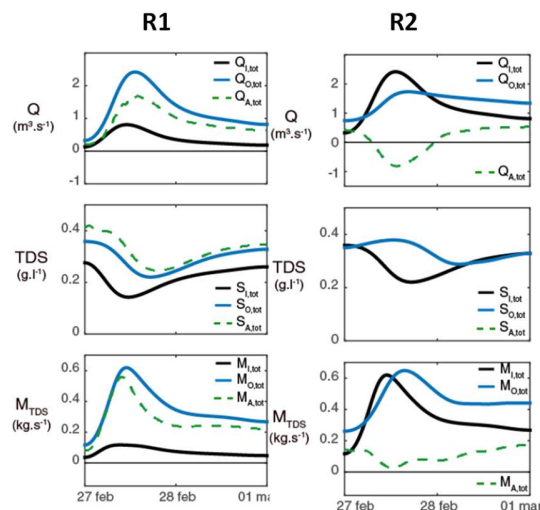 R1
R2
Q
(m³.s⁻¹)
2
1
0
-1
Q_I,tot
Q_O,tot
Q_A,tot
Q
(m³.s⁻¹)
2
1
0
-1
Q_I,tot
Q_O,tot
Q_A,tot
TDS
(g.l⁻¹)
0.4
0.2
0
S_I,tot
S_O,tot
S_A,tot
TDS
(g.l⁻¹)
0.4
0.2
0
S_I,tot
S_O,tot
S_A,tot
M_TDS
(kg.s⁻¹)
0.6
0.4
0.2
0
M_I,tot
M_O,tot
M_A,tot
27 feb
28 feb
01 mar
M_TDS
(kg.s⁻¹)
0.6
0.4
0.2
0
M_I,tot
M_O,tot
M_A,tot
27 feb
28 feb
01 mar